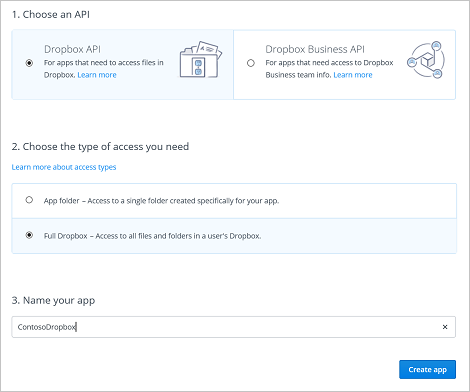 1. Choose an API
Dropbox API
For apps that need to access files in
Dropbox. Learn more
Dropbox Business API
For apps that need access to Dropbox
Business team info. Learn more
2. Choose the type of access you need
Learn more about access types
App folder – Access to a single folder created specifically for your app.
Full Dropbox – Access to all files and folders in a user's Dropbox.
3. Name your app
ContosoDropbox
Create app